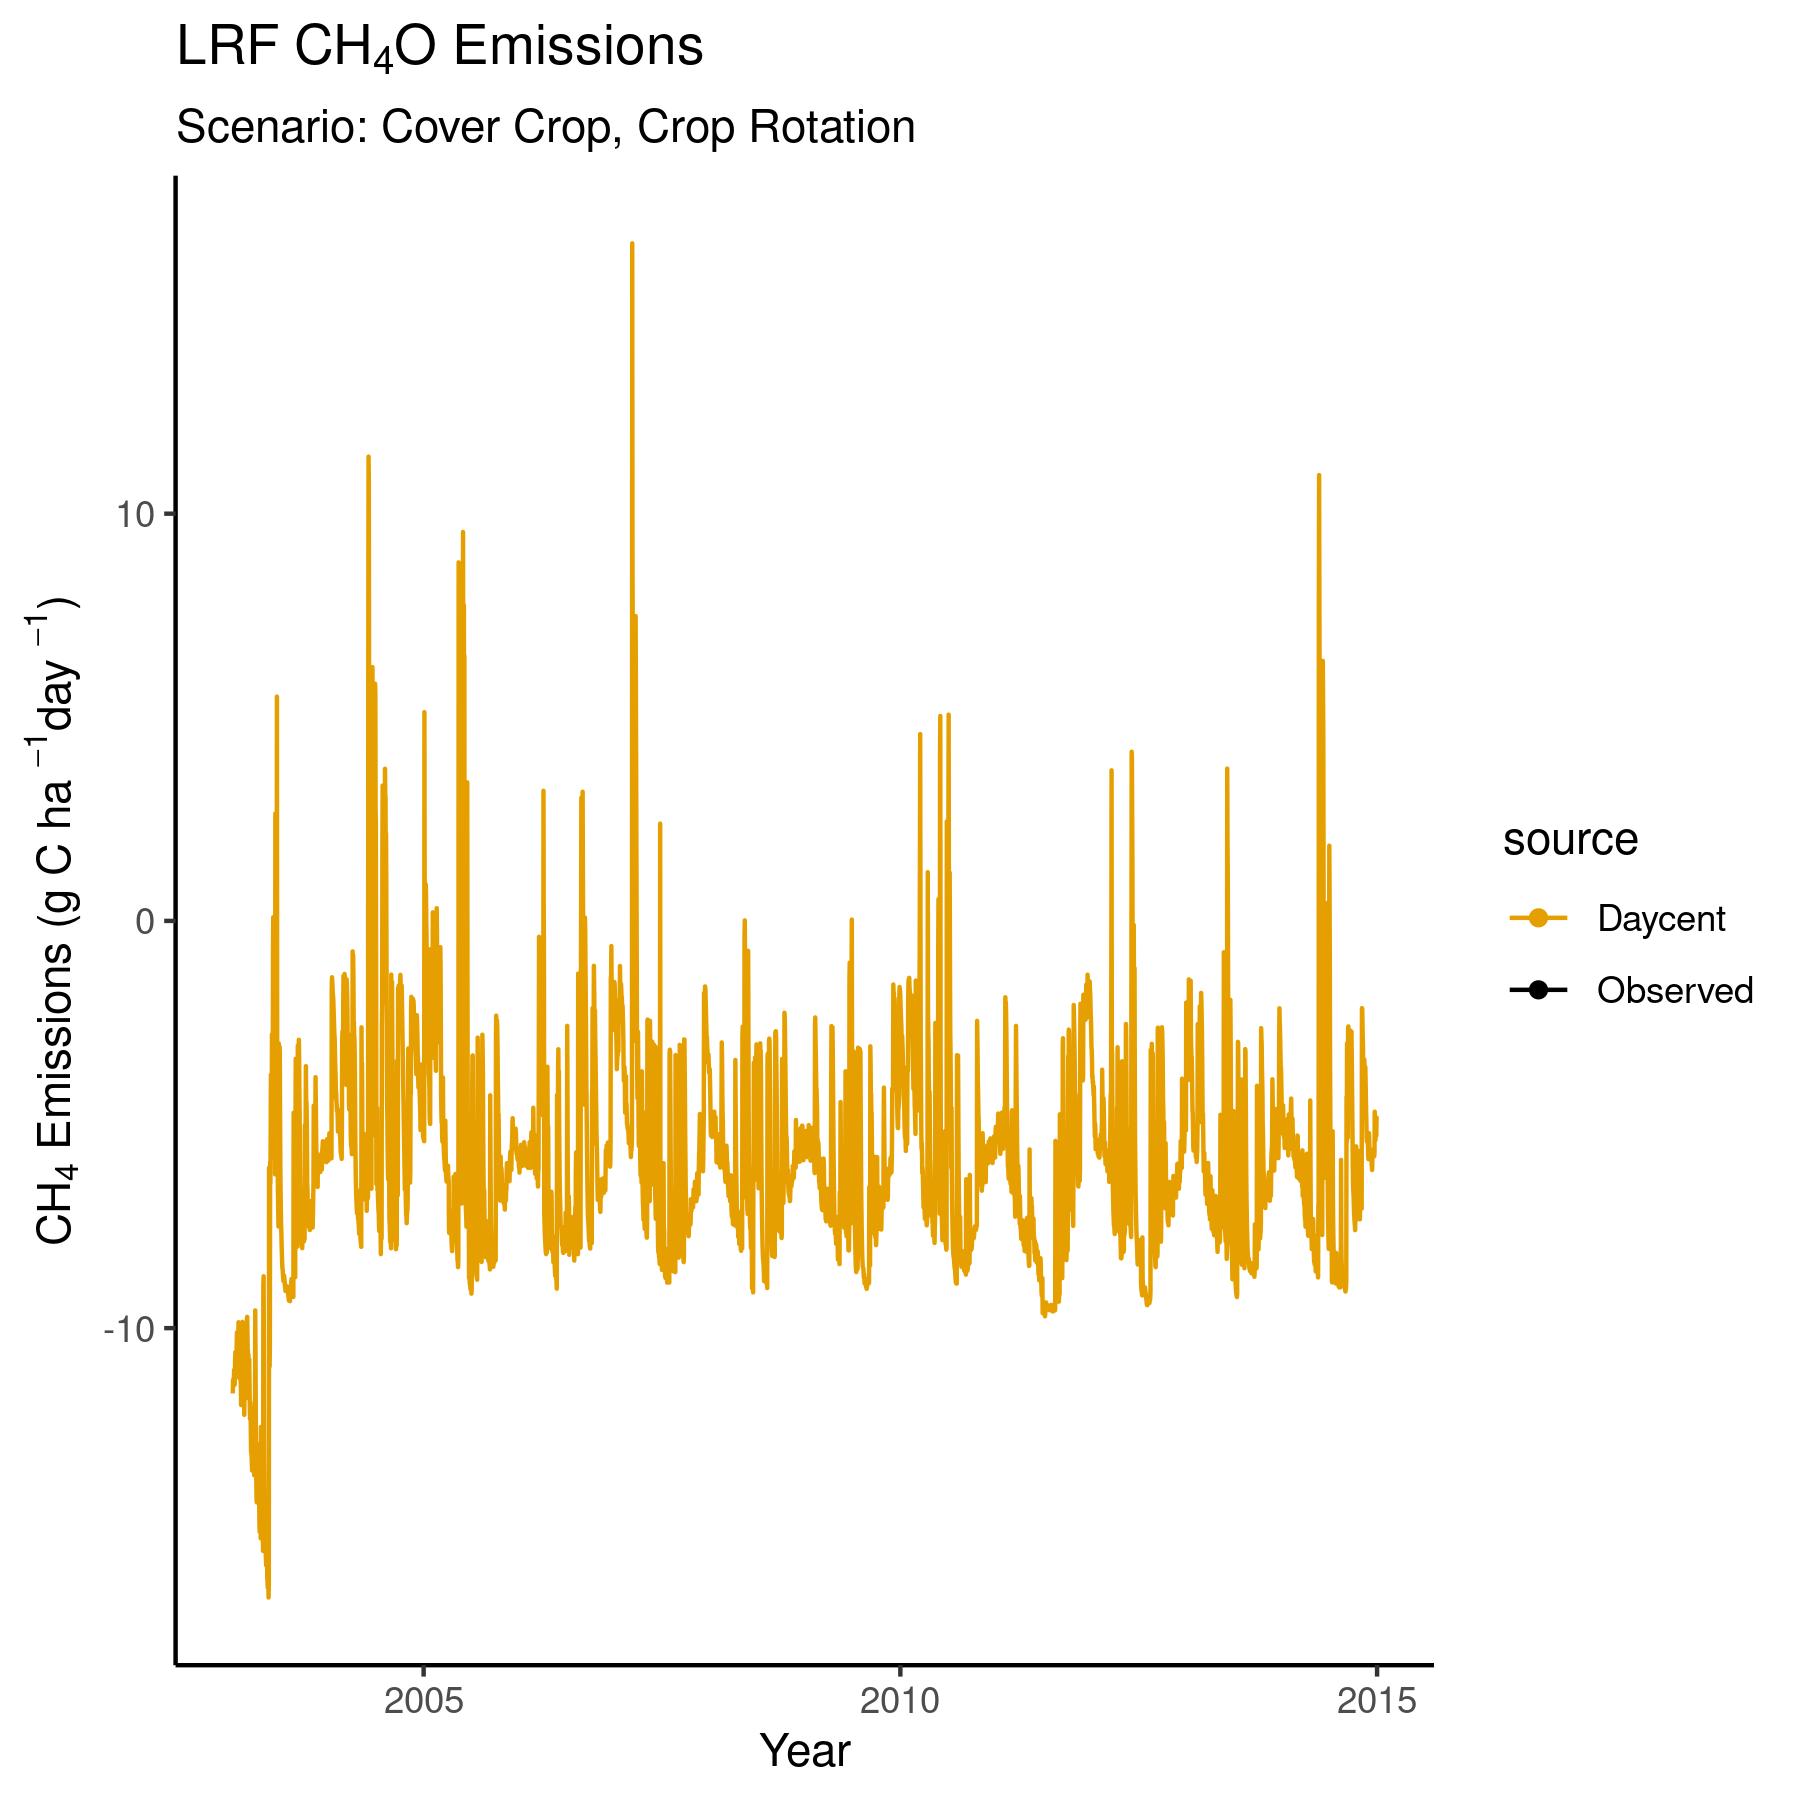 LRF CH₄O Emissions
Scenario: Cover Crop, Crop Rotation
CH₄ Emissions (g C ha ⁻¹day ⁻¹)
10
0
-10
2005
2010
2015
Year
source
Daycent
Observed